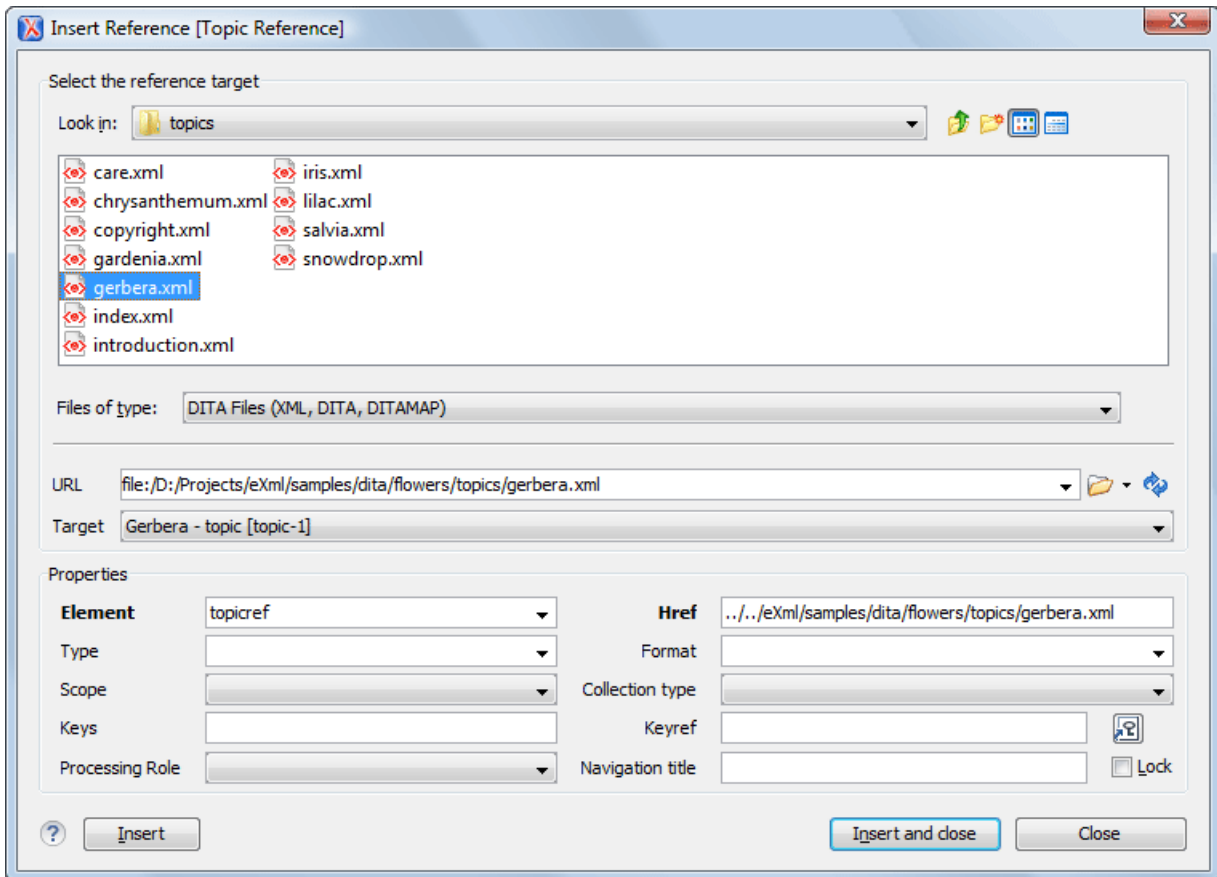 Insert Reference [Topic Reference]
Select the reference target
Look in: topics
care.xml iris.xml
chrysanthemum.xml lilac.xml
copyright.xml salvia.xml
gardenia.xml snowdrop.xml
gerbera.xml
index.xml
introduction.xml
Files of type: DITA Files (XML, DITA, DITAMAP)
URL file:/D:/Projects/eXml/samples/dita/flowers/topics/gerbera.xml
Target Gerbera - topic [topic-1]
Properties
Element topicref Href ../../eXml/samples/dita/flowers/topics/gerbera.xml
Type Format
Scope Collection type
Keys Keyref
Processing Role Navigation title Lock
? Insert Insert and close Close